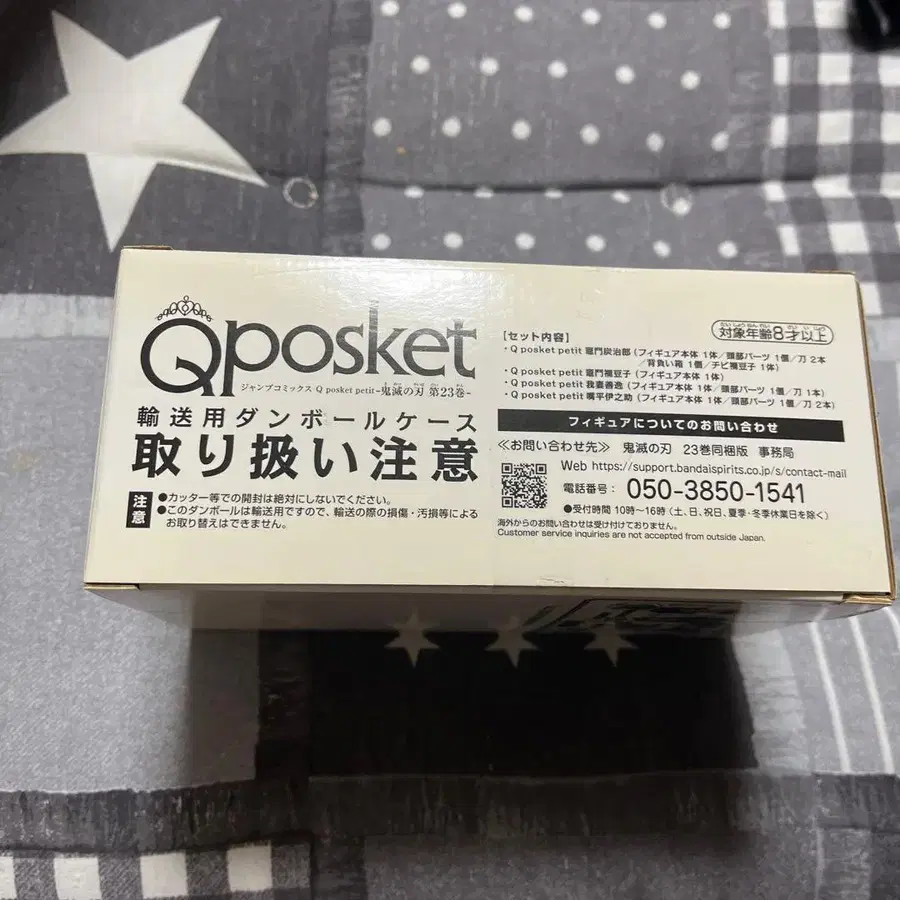 Qposket
ジャンプコミックス Q posket petit-鬼滅の刃 第23巻-
輸送用ダンボールケース
取り扱い注意
注意
●カッター等での開封は絶対にしないでください。
●このダンボールは輸送用ですので、輸送の際の損傷・汚損等による
お取り替えはできません。
【セット内容】
対象年齢8才以上
・Q posket petit 竈門炭治郎 (フィギュア本体 1体/頭部パーツ 1個/刀 2本
/背負い箱 1個/チビ禰豆子 1体)
・Q posket petit 竈門禰豆子 (フィギュア本体 1体)
・Q posket petit 我妻善逸 (フィギュア本体 1体/頭部パーツ 1個/刀 1本)
・Q posket petit 嘴平伊之助 (フィギュア本体 1体/頭部パーツ 1個/刀 2本)
フィギュアについてのお問い合わせ
≪お問い合わせ先≫ 鬼滅の刃 23巻同梱版 事務局
Web https://support.bandaispirits.co.jp/s/contact-mail
電話番号: 050-3850-1541
●受付時間 10時~16時 (土、日、祝日、夏季・冬季休業日を除く)
海外からのお問い合わせは受け付けておりません。
Customer service inquiries are not accepted from outside Japan.